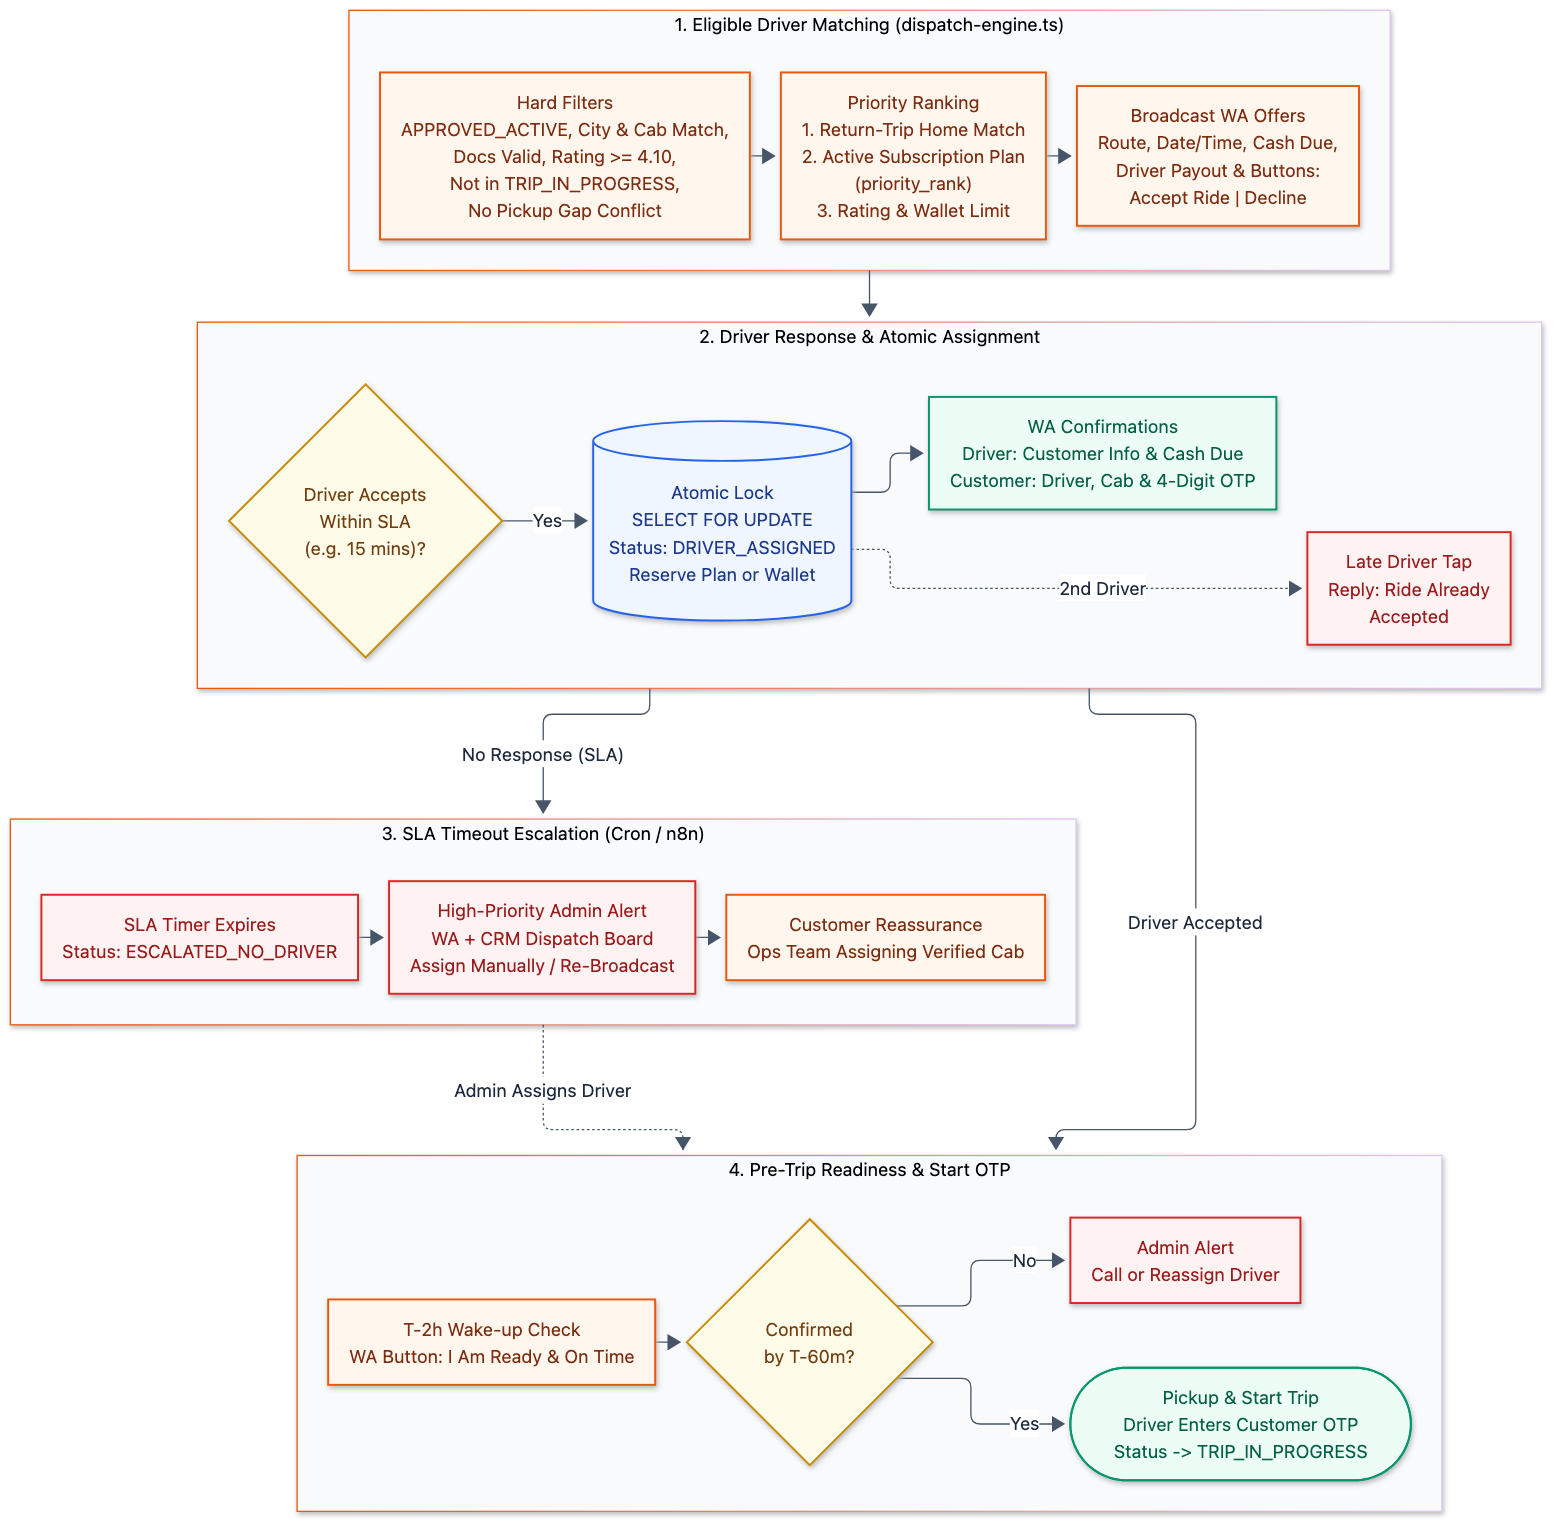 1. Eligible Driver Matching (dispatch-engine.ts)
Hard Filters
APPROVED_ACTIVE, City & Cab Match,
Docs Valid, Rating >= 4.10,
Not in TRIP_IN_PROGRESS,
No Pickup Gap Conflict
Priority Ranking
1. Return-Trip Home Match
2. Active Subscription Plan
(priority_rank)
3. Rating & Wallet Limit
Broadcast WA Offers
Route, Date/Time, Cash Due,
Driver Payout & Buttons:
Accept Ride | Decline
2. Driver Response & Atomic Assignment
Driver Accepts
Within SLA
(e.g. 15 mins)?
Yes
Atomic Lock
SELECT FOR UPDATE
Status: DRIVER_ASSIGNED
Reserve Plan or Wallet
WA Confirmations
Driver: Customer Info & Cash Due
Customer: Driver, Cab & 4-Digit OTP
2nd Driver
Late Driver Tap
Reply: Ride Already
Accepted
No Response (SLA)
Driver Accepted
3. SLA Timeout Escalation (Cron / n8n)
SLA Timer Expires
Status: ESCALATED_NO_DRIVER
High-Priority Admin Alert
WA + CRM Dispatch Board
Assign Manually / Re-Broadcast
Customer Reassurance
Ops Team Assigning Verified Cab
Admin Assigns Driver
4. Pre-Trip Readiness & Start OTP
T-2h Wake-up Check
WA Button: I Am Ready & On Time
Confirmed
by T-60m?
No
Admin Alert
Call or Reassign Driver
Yes
Pickup & Start Trip
Driver Enters Customer OTP
Status -> TRIP_IN_PROGRESS